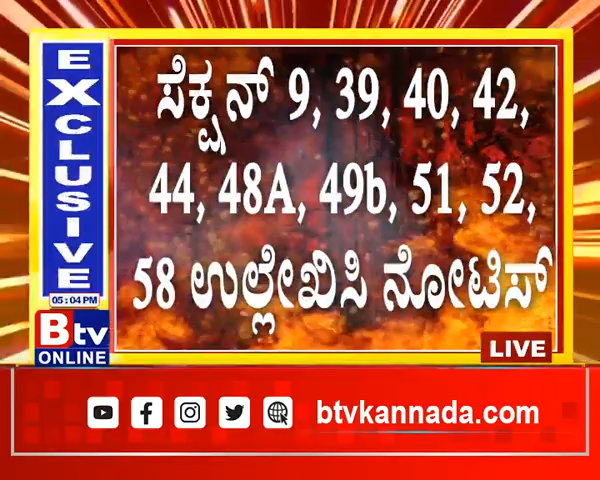 EXCLUSIVE
05:04 PM
Btv
ONLINE
ಸೆಕ್ಷನ್ 9, 39, 40, 42,
44, 48A, 49b, 51, 52,
58 ಉಲ್ಲೇಖಿಸಿ ನೋಟಿಸ್
LIVE
btvkannada.com